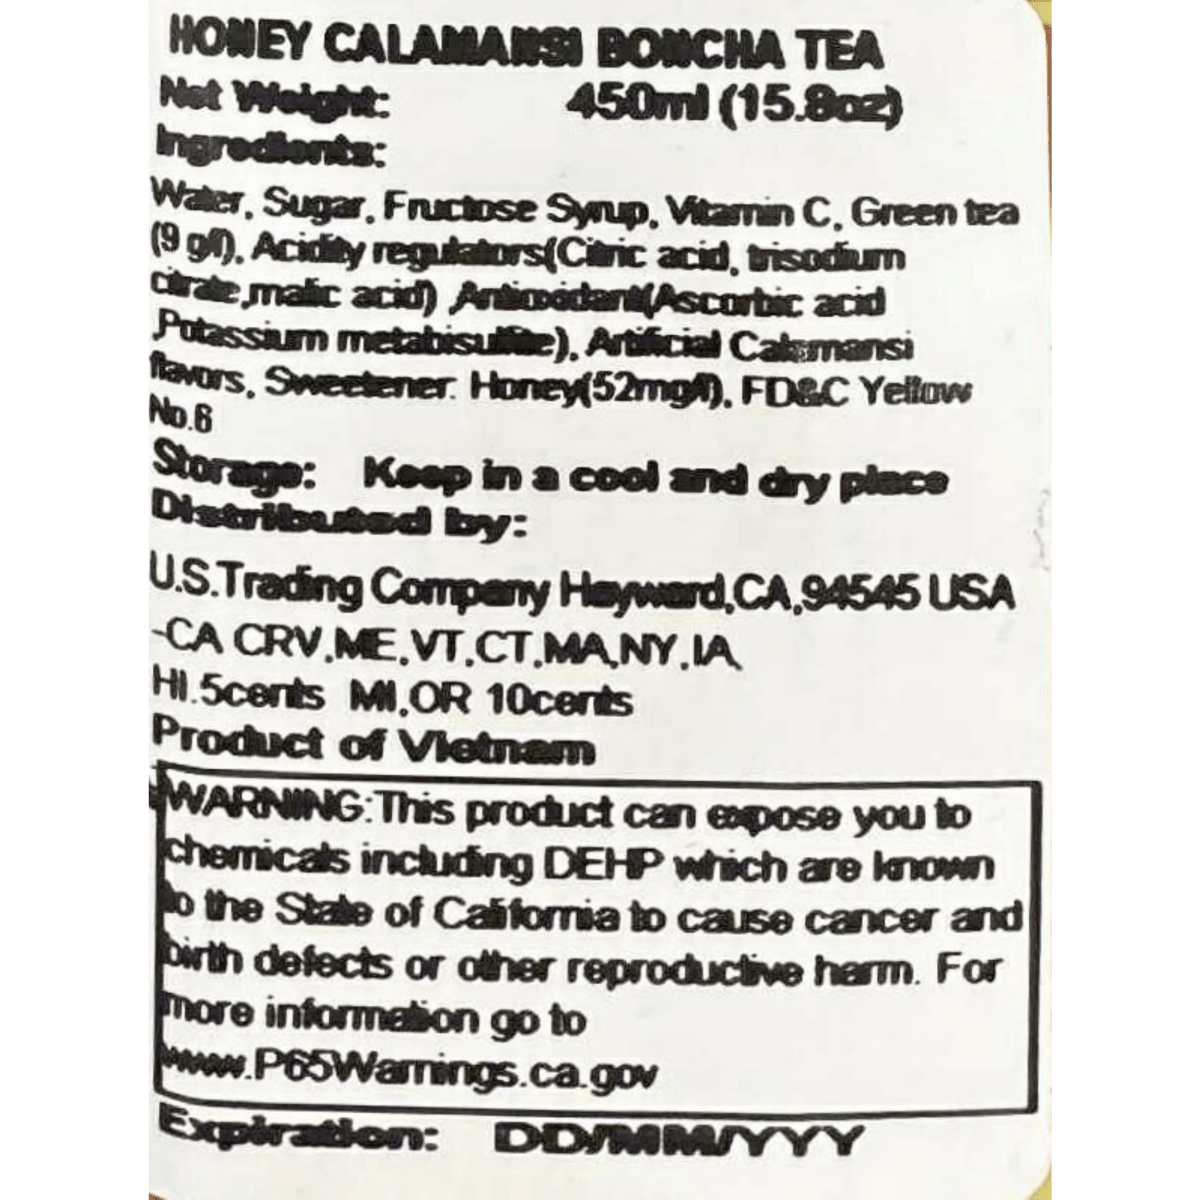 HONEY CALAMANSI BONCHA TEA
Net Weight: 450ml (15.8oz)
Ingredients:
Water, Sugar, Fructose Syrup, Vitamin C, Green tea
(9 g/l), Acidity regulators(Citric acid, trisodium
citrate,malic acid) ,Antioxidant(Ascorbic acid
,Potassium metabisulfite), Artificial Calamansi
flavors, Sweetener: Honey(52mg/l), FD&C Yellow
No.6
Storage: Keep in a cool and dry place
Distributed by:
U.S.Trading Company Hayward,CA,94545 USA
-CA CRV,ME,VT,CT,MA,NY,IA,
HI.5cents MI,OR 10cents
Product of Vietnam
WARNING:This product can expose you to
chemicals including DEHP which are known
to the State of California to cause cancer and
birth defects or other reproductive harm. For
more information go to
www.P65Warnings.ca.gov
Expiration: DD/MM/YYY